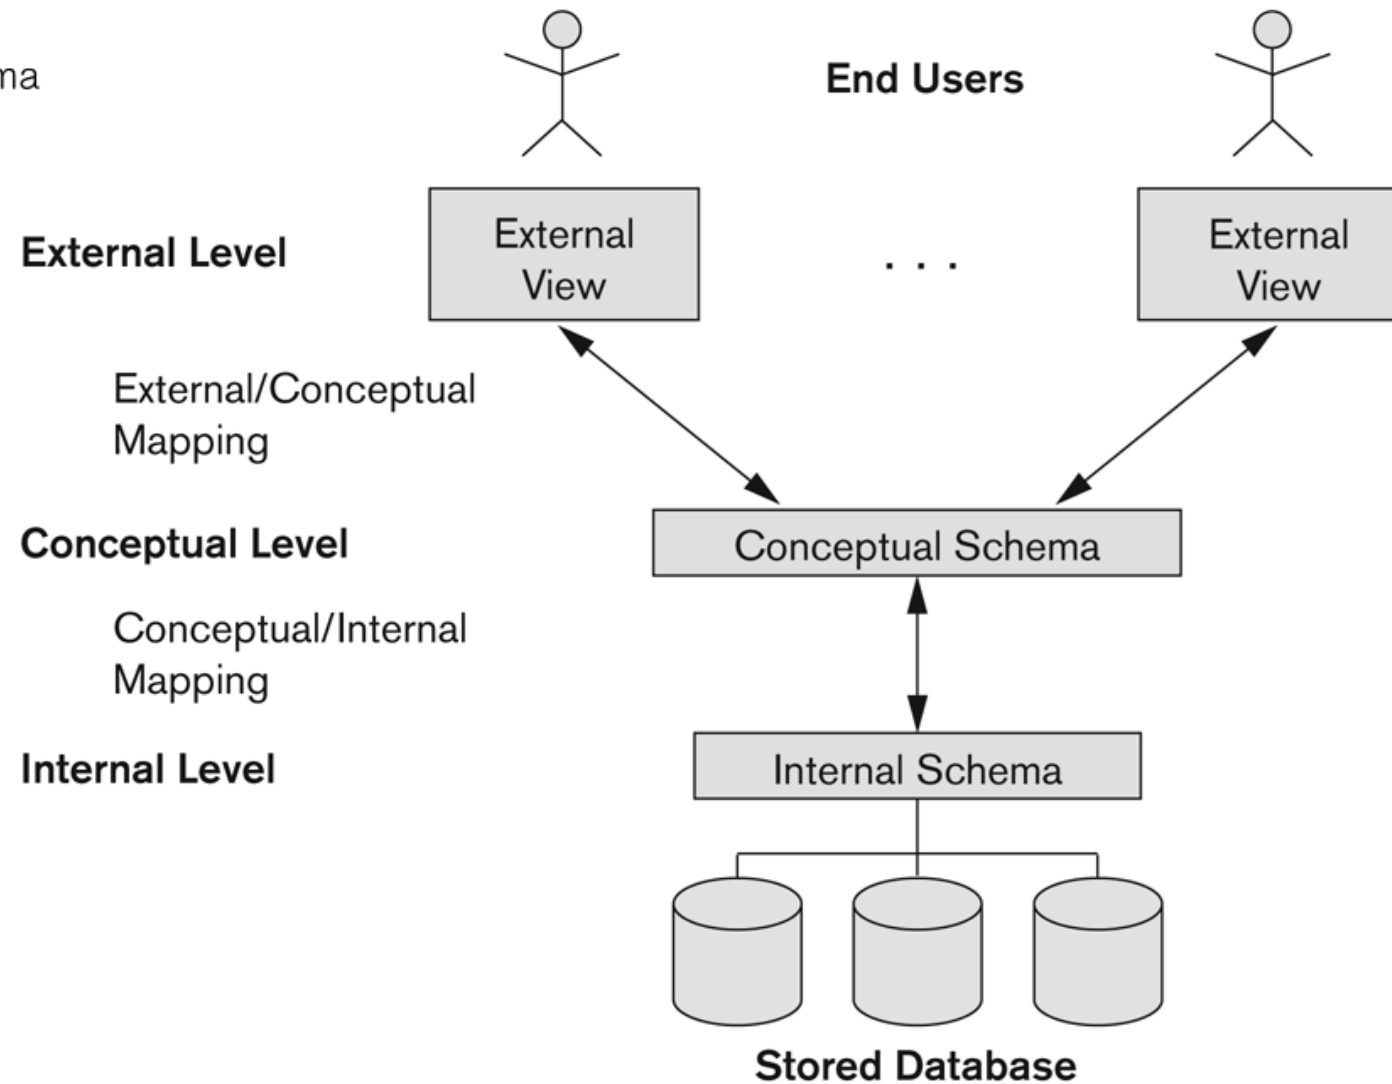 ma
End Users
External Level
External
View
. . .
External
View
External/Conceptual
Mapping
Conceptual Level
Conceptual Schema
Conceptual/Internal
Mapping
Internal Level
Internal Schema
Stored Database